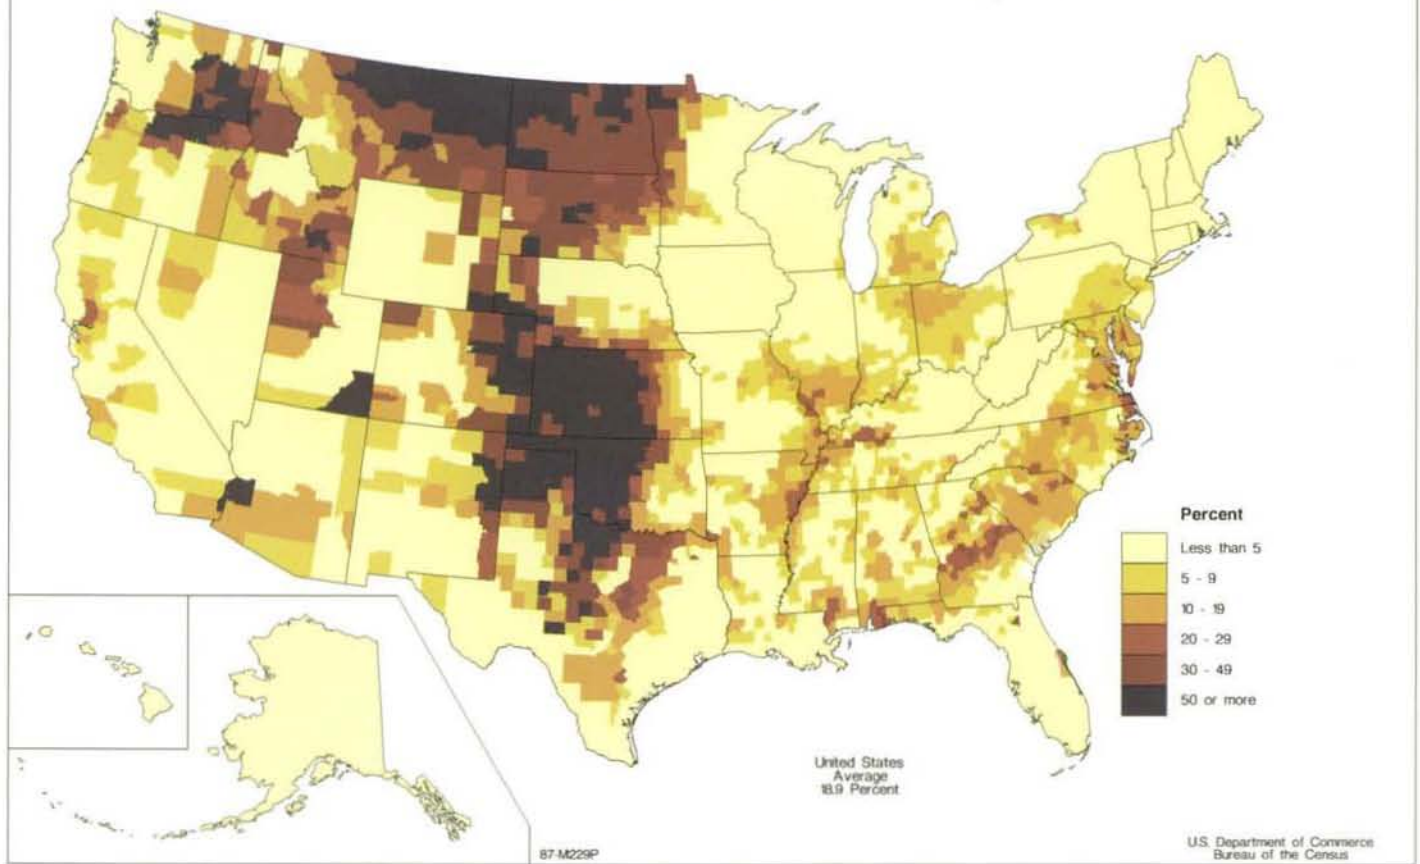 Percent
Less than 5
5 - 9
10 - 19
20 - 29
30 - 49
50 or more
United States
Average
18.9 Percent
87-M229P
U.S. Department of Commerce
Bureau of the Census